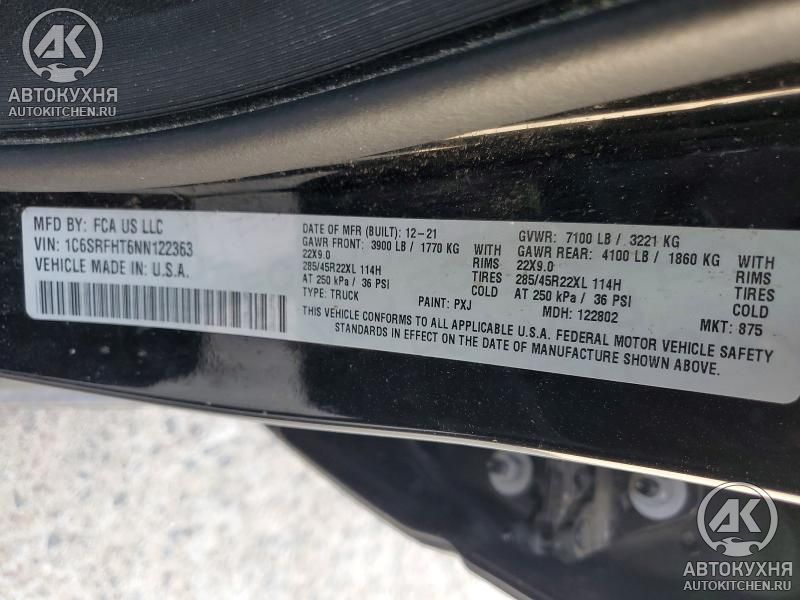 AK
АВТОКУХНЯ
AUTOKITCHEN.RU
MFD BY: FCA US LLC
VIN: 1C6SRFHT6NN122363
VEHICLE MADE IN: U.S.A.
DATE OF MFR (BUILT): 12-21
GAWR FRONT: 3900 LB / 1770 KG WITH
22X9.0 RIMS
285/45R22XL 114H TIRES
AT 250 kPa / 36 PSI COLD
TYPE: TRUCK PAINT: PXJ
GVWR: 7100 LB / 3221 KG
GAWR REAR: 4100 LB / 1860 KG WITH
22X9.0 RIMS
285/45R22XL 114H TIRES
AT 250 kPa / 36 PSI COLD
MDH: 122802 MKT: 875
THIS VEHICLE CONFORMS TO ALL APPLICABLE U.S.A. FEDERAL MOTOR VEHICLE SAFETY
STANDARDS IN EFFECT ON THE DATE OF MANUFACTURE SHOWN ABOVE.
AK
АВТОКУХНЯ
AUTOKITCHEN.RU